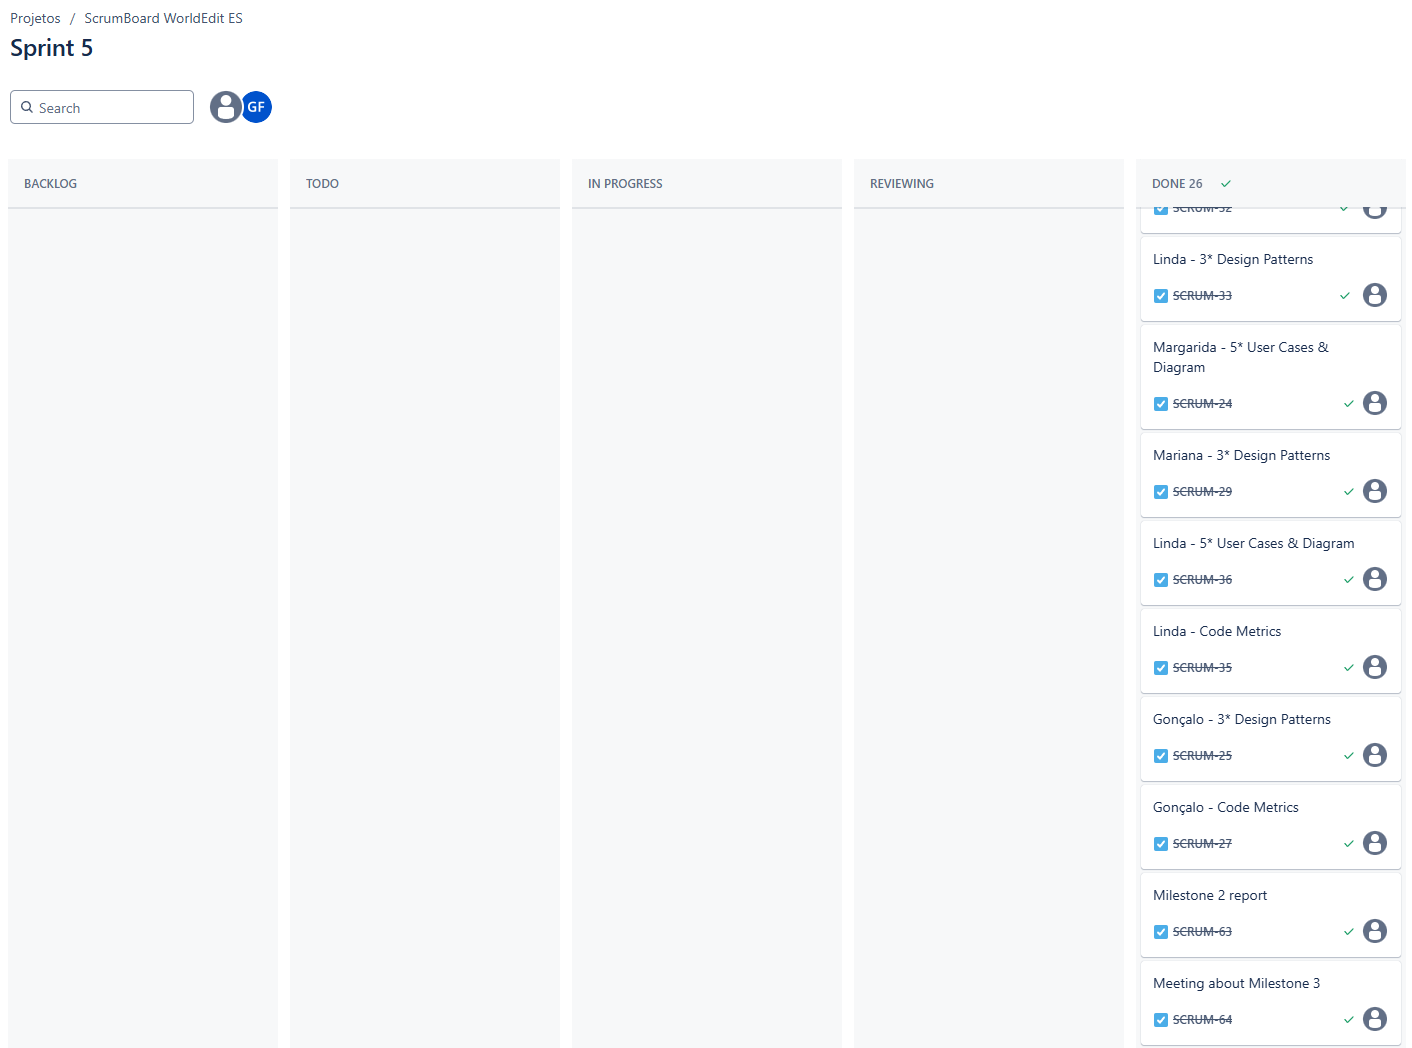 Projetos / ScrumBoard WorldEdit ES
Sprint 5
Search
GF
BACKLOG
TODO
IN PROGRESS
REVIEWING
DONE 26
SCRUM-32
Linda - 3* Design Patterns
SCRUM-33
Margarida - 5* User Cases &
Diagram
SCRUM-24
Mariana - 3* Design Patterns
SCRUM-29
Linda - 5* User Cases & Diagram
SCRUM-36
Linda - Code Metrics
SCRUM-35
Gonçalo - 3* Design Patterns
SCRUM-25
Gonçalo - Code Metrics
SCRUM-27
Milestone 2 report
SCRUM-63
Meeting about Milestone 3
SCRUM-64